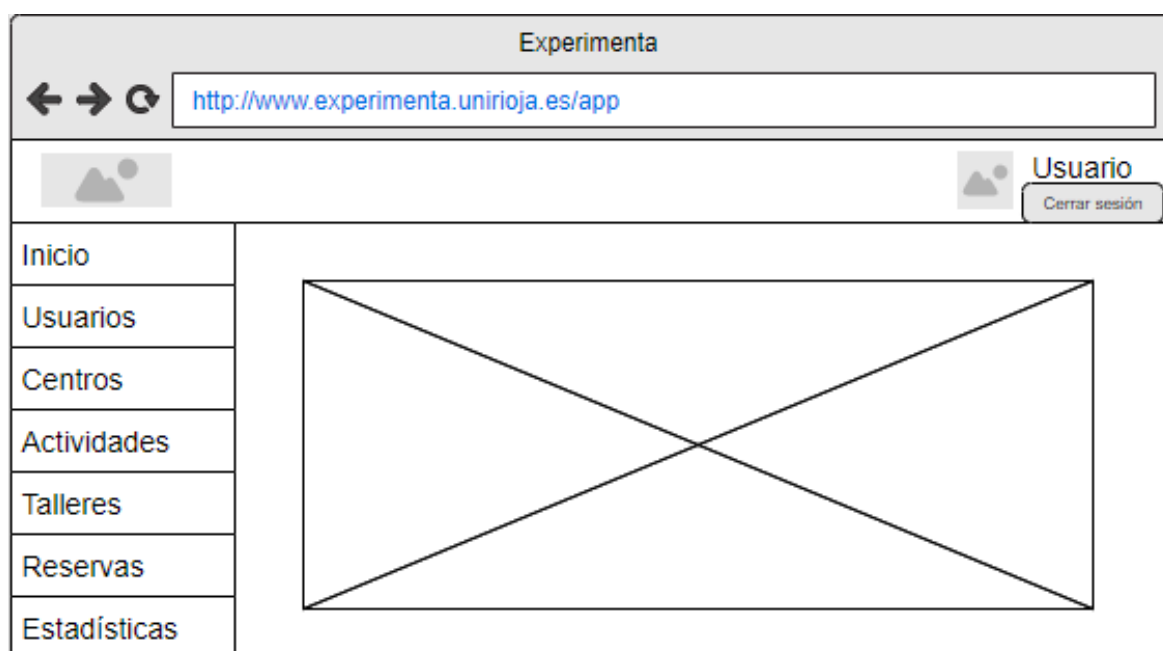 Experimenta
http://www.experimenta.unirioja.es/app
Usuario
Cerrar sesión
Inicio
Usuarios
Centros
Actividades
Talleres
Reservas
Estadísticas